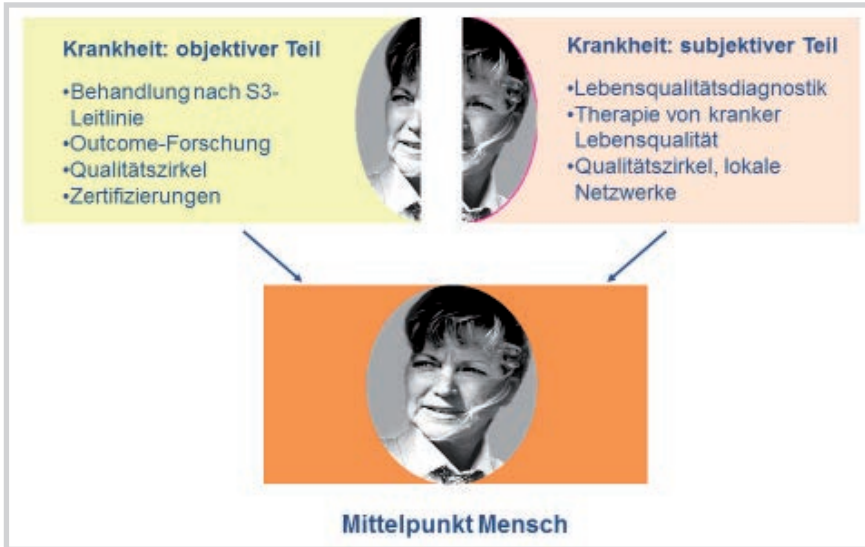 Krankheit: objektiver Teil
•Behandlung nach S3-
Leitlinie
•Outcome-Forschung
•Qualitätszirkel
•Zertifizierungen
Krankheit: subjektiver Teil
•Lebensqualitätsdiagnostik
•Therapie von kranker
Lebensqualität
•Qualitätszirkel, lokale
Netzwerke
Mittelpunkt Mensch